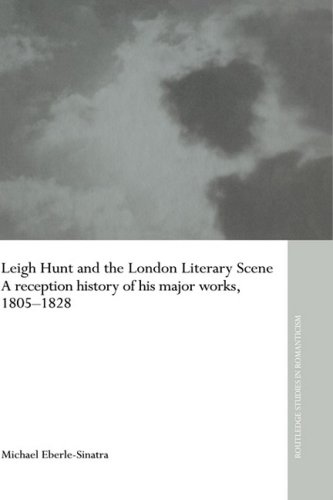 Leigh Hunt and the London Literary Scene
A reception history of his major works,
1805–1828
ROUTLEDGE STUDIES IN ROMANTICISM
Michael Eberle-Sinatra